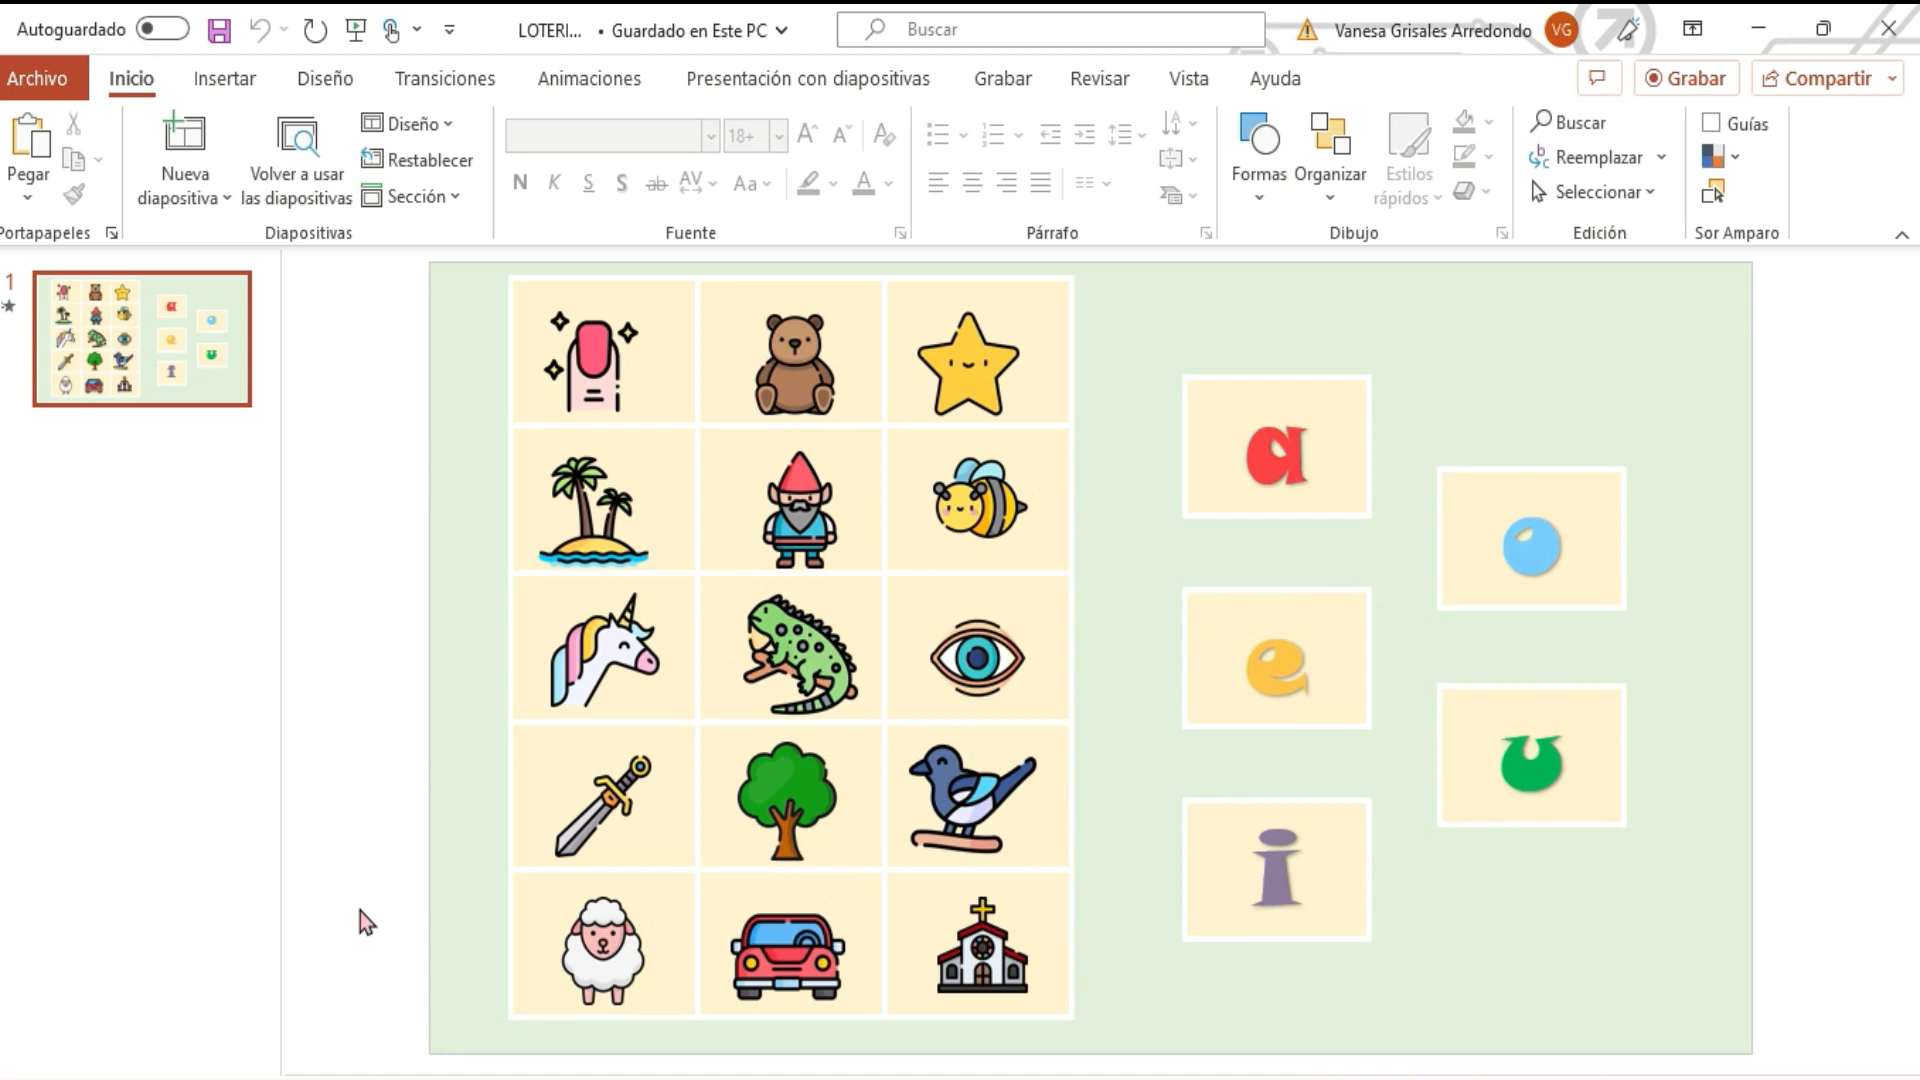 Autoguardado
LOTERI... • Guardado en Este PC
Buscar
Vanesa Grisales Arredondo
VG
Archivo Inicio Insertar Diseño Transiciones Animaciones Presentación con diapositivas Grabar Revisar Vista Ayuda
Grabar
Compartir
Pegar
Portapapeles
Nueva
diapositiva
Volver a usar
las diapositivas
Diseño
Restablecer
Sección
Diapositivas
18+
N K S S ab AV Aa A
Fuente
Párrafo
Formas
Organizar
Estilos
rápidos
Dibujo
Buscar
Reemplazar
Seleccionar
Edición
Guías
Sor Amparo
1
a
o
e
u
i